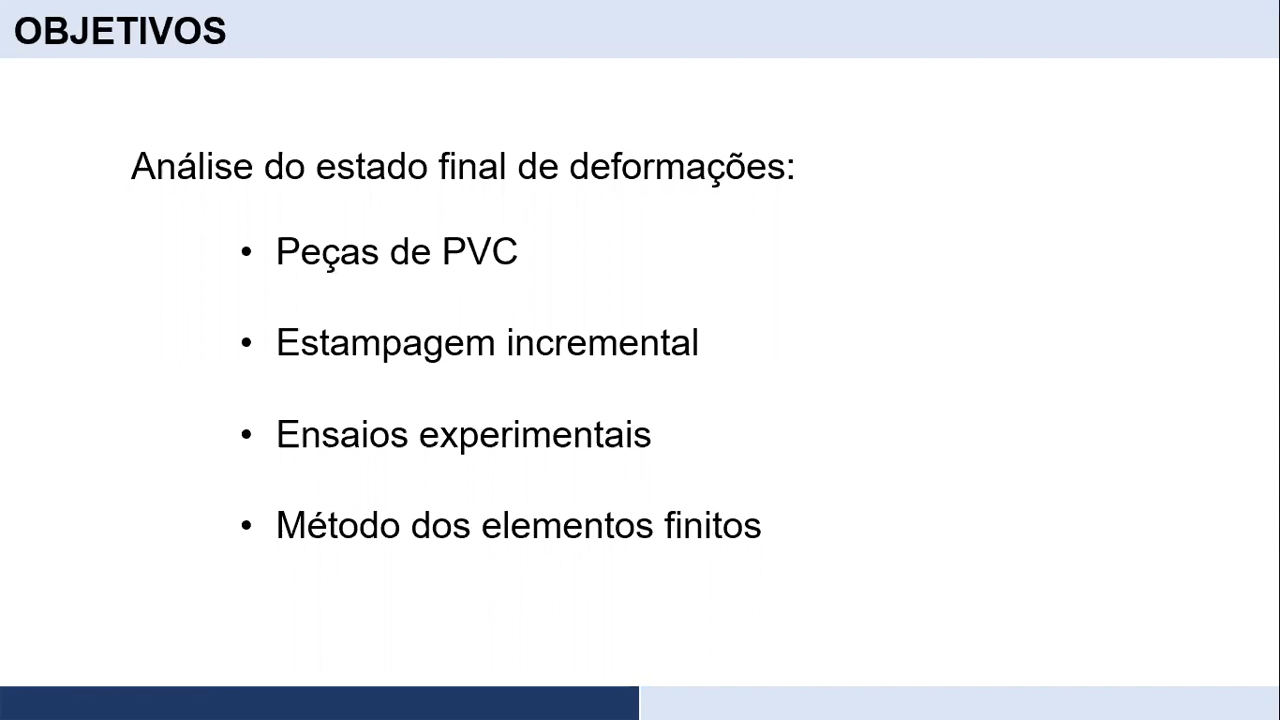 OBJETIVOS
Análise do estado final de deformações:
• Peças de PVC
• Estampagem incremental
• Ensaios experimentais
• Método dos elementos finitos